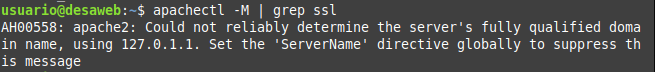 usuario@desaweb:~$ apachectl -M | grep ssl
AH00558: apache2: Could not reliably determine the server's fully qualified doma
in name, using 127.0.1.1. Set the 'ServerName' directive globally to suppress th
is message